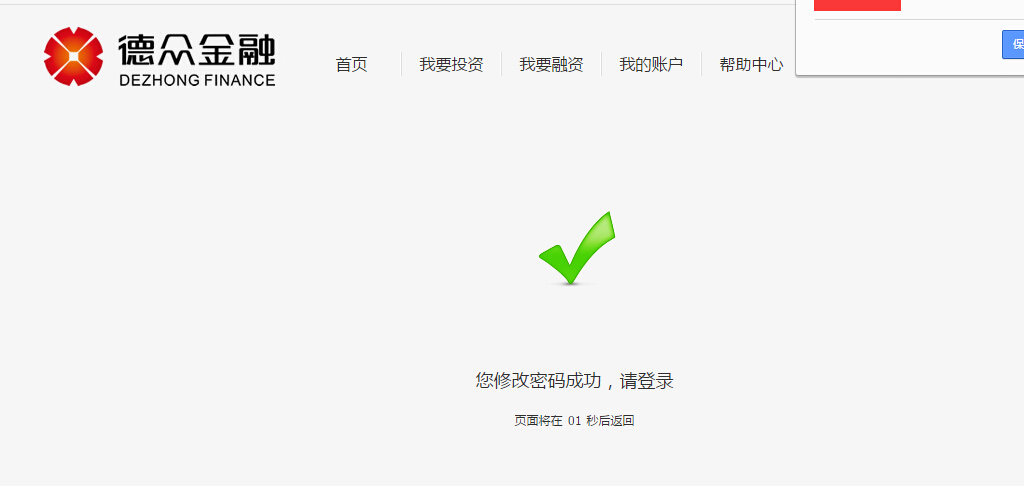 德众金融
DEZHONG FINANCE
首页 我要投资 我要融资 我的账户 帮助中心
保
您修改密码成功，请登录
页面将在 01 秒后返回